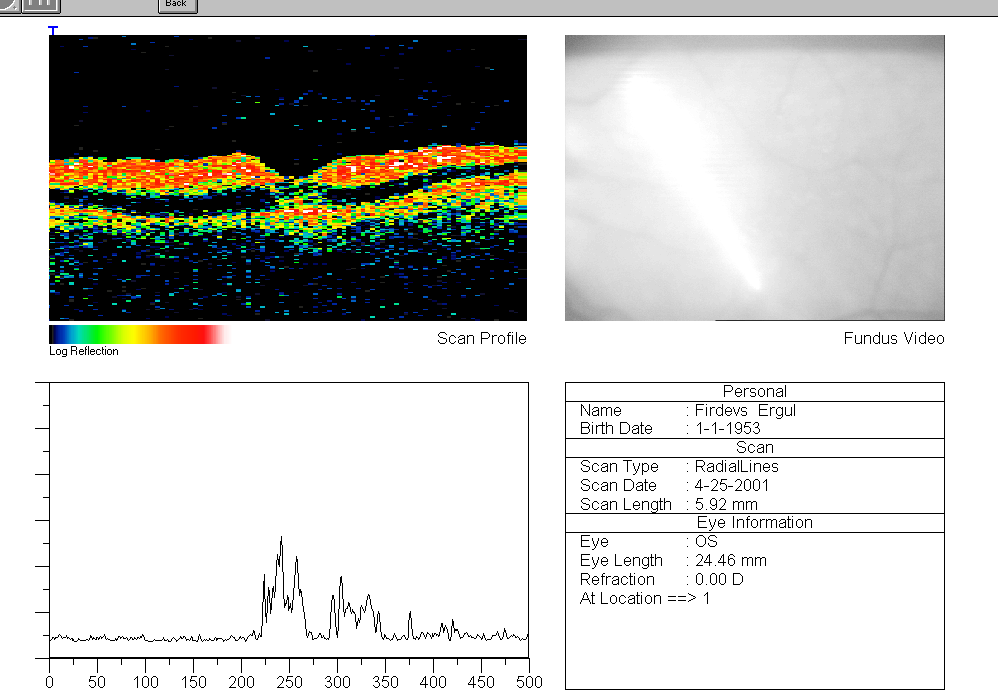 Back
T
Log Reflection
Scan Profile
Fundus Video
0 50 100 150 200 250 300 350 400 450 500
Personal
Name : Firdevs Ergul
Birth Date : 1-1-1953
Scan
Scan Type : RadialLines
Scan Date : 4-25-2001
Scan Length : 5.92 mm
Eye Information
Eye : OS
Eye Length : 24.46 mm
Refraction : 0.00 D
At Location ==> 1